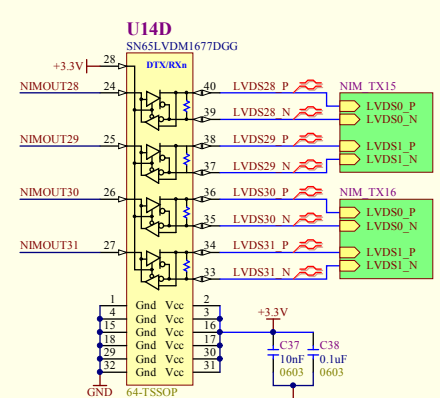 U14D
SN65LVDM1677DGG
+3.3V 28 DTX/RXn
NIMOUT28 24 40 LVDS28_P NIM_TX15
LVDS0_P
39 LVDS28_N LVDS0_N
NIMOUT29 25 38 LVDS29_P LVDS1_P
37 LVDS29_N LVDS1_N
NIMOUT30 26 36 LVDS30_P NIM_TX16
LVDS0_P
35 LVDS30_N LVDS0_N
NIMOUT31 27 34 LVDS31_P LVDS1_P
33 LVDS31_N LVDS1_N
1 Gnd Vcc 2
4 Gnd Vcc 3 +3.3V
15 Gnd Vcc 16
18 Gnd Vcc 17 C37 C38
29 Gnd Vcc 30 10nF 0.1uF
32 Gnd Vcc 31 0603 0603
GND 64-TSSOP